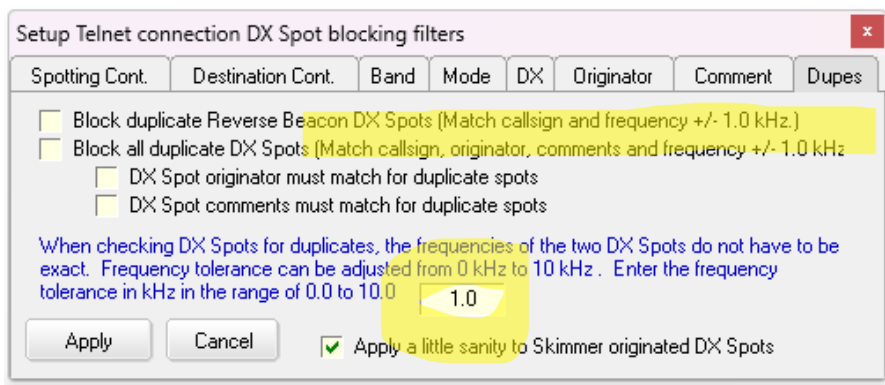 Setup Telnet connection DX Spot blocking filters
x
Spotting Cont. Destination Cont. Band Mode DX Originator Comment Dupes
Block duplicate Reverse Beacon DX Spots (Match callsign and frequency +/- 1.0 kHz.)
Block all duplicate DX Spots (Match callsign, originator, comments and frequency +/- 1.0 kHz
DX Spot originator must match for duplicate spots
DX Spot comments must match for duplicate spots
When checking DX Spots for duplicates, the frequencies of the two DX Spots do not have to be
exact. Frequency tolerance can be adjusted from 0 kHz to 10 kHz . Enter the frequency
tolerance in kHz in the range of 0.0 to 10.0 1.0
Apply Cancel Apply a little sanity to Skimmer originated DX Spots